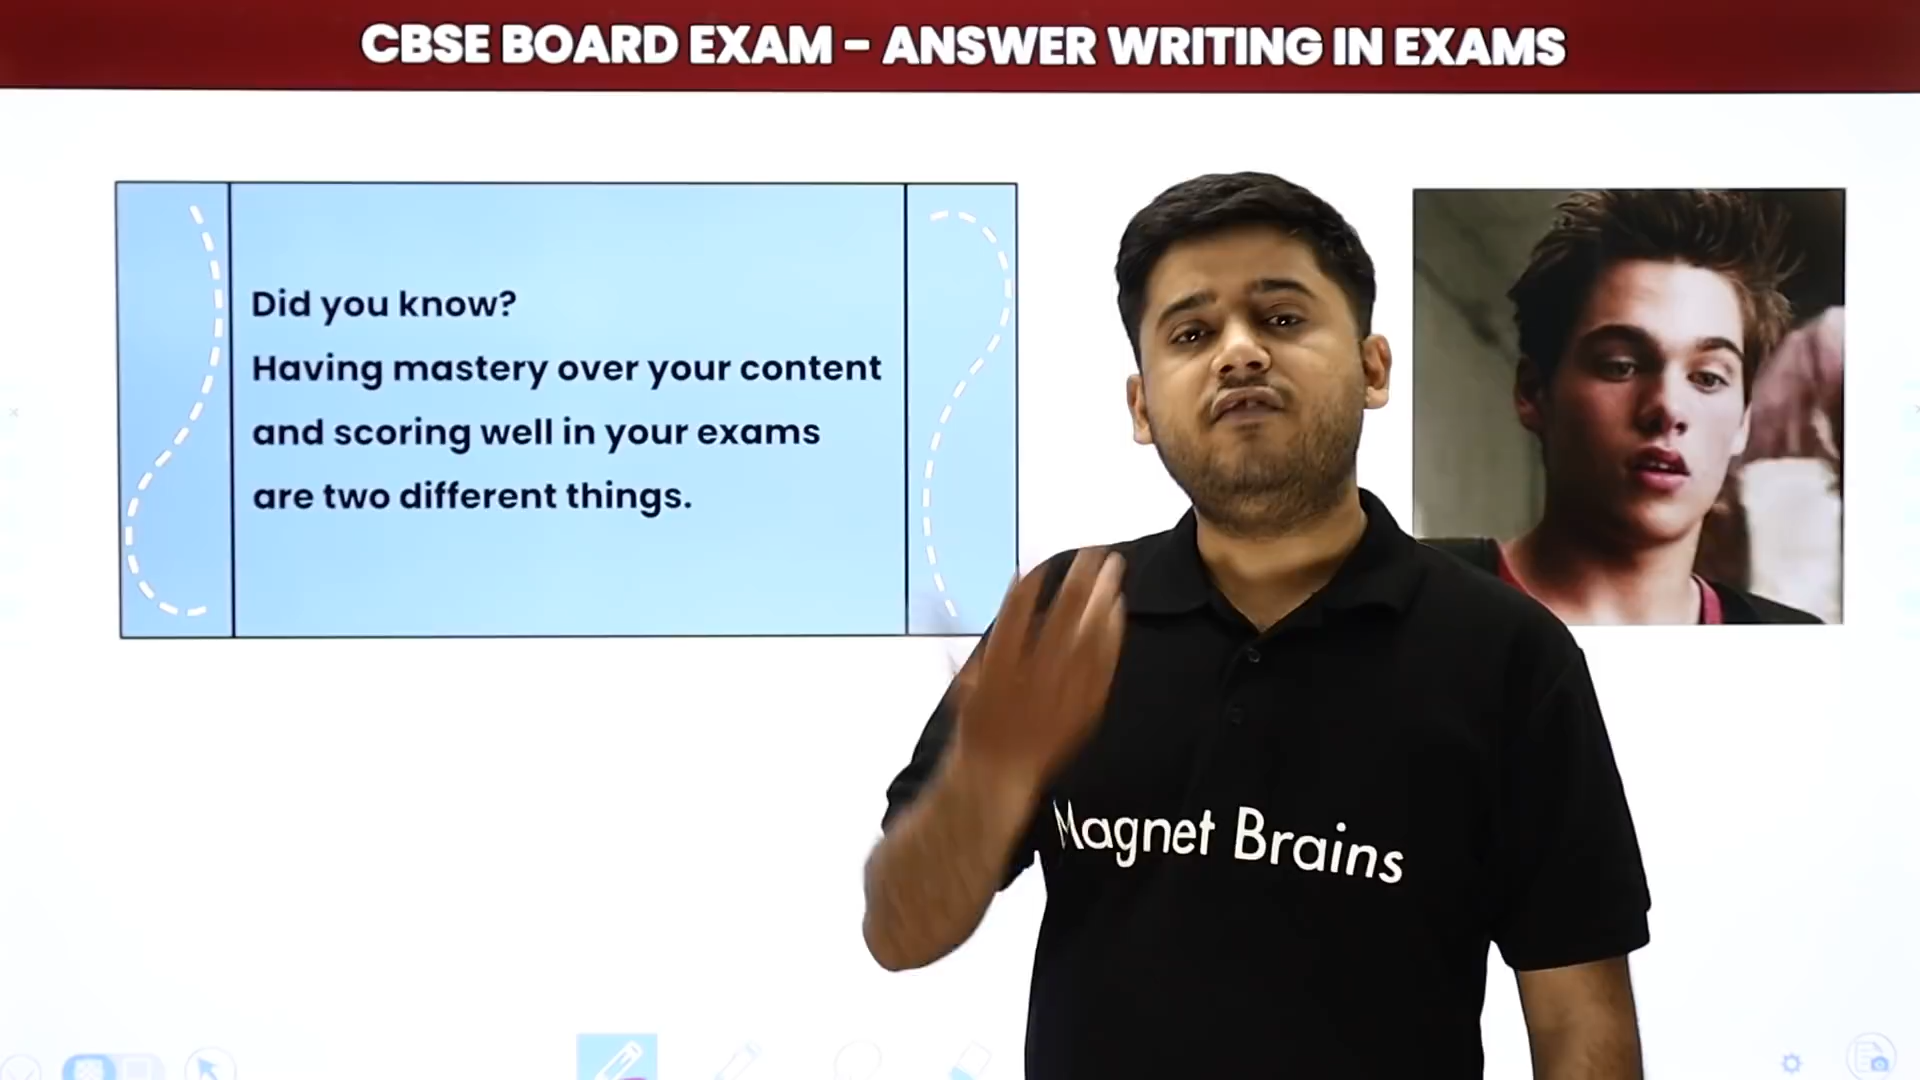 CBSE BOARD EXAM – ANSWER WRITING IN EXAMS
Did you know?
Having mastery over your content
and scoring well in your exams
are two different things.
Magnet Brains